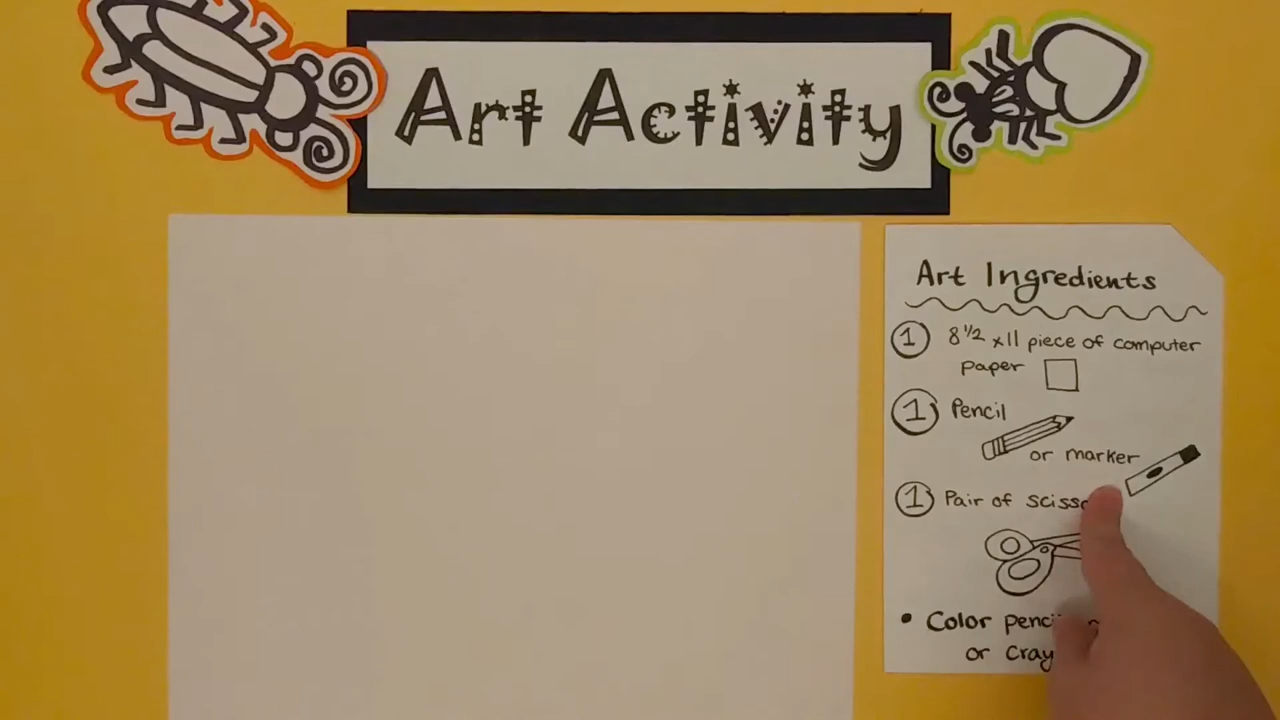 Art Activity
Art Ingredients
1 8 1/2 x 11 piece of computer
paper
1 Pencil
or marker
1 Pair of
Color
or